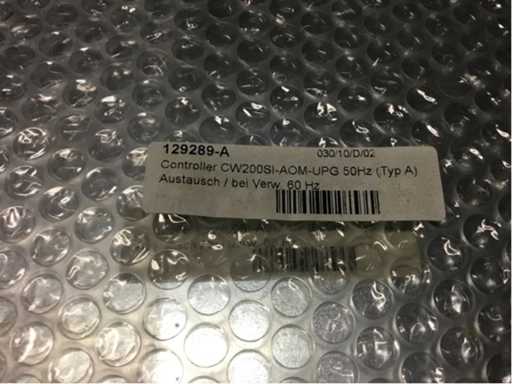 129289-A 030/10/D/02
Controller CW200SI-AOM-UPG 50Hz (Typ A)
Austausch / bei Verw. 60 Hz